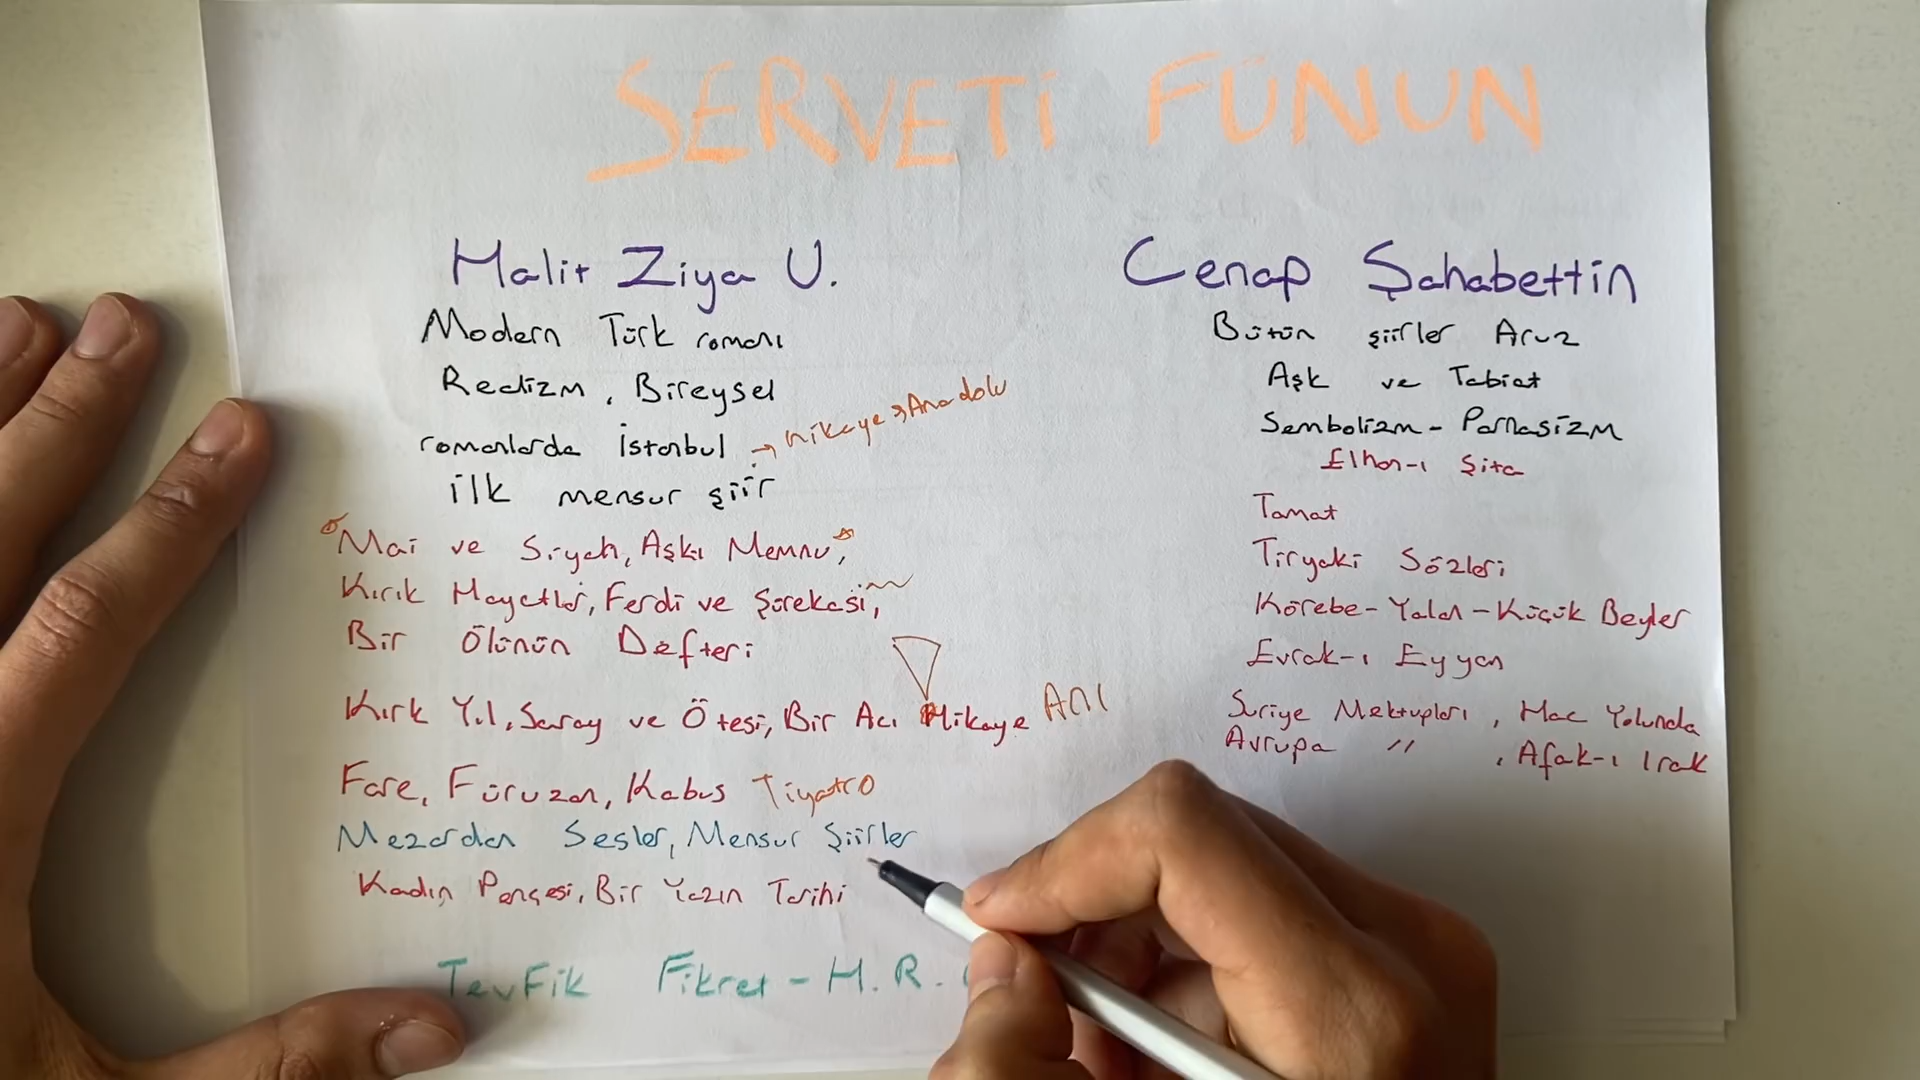 SERVETİ FÜNUN
Halit Ziya U.
Modern Türk romanı
Realizm, Bireysel
romanlarda İstanbul → hikaye → Anadolu
ilk mensur şiir
Mai ve Siyah, Aşkı Memnu,
Kırık Hayatlar, Ferdi ve Şürekası,
Bir Ölünün Defteri
Kırk Yıl, Saray ve Ötesi, Bir Acı Hikaye Anı
Fare, Füruzan, Kabus Tiyatro
Mezardan Sesler, Mensur Şiirler
Kadın Pençesi, Bir Yazın Tarihi
Tevfik Fikret - H. R.
Cenap Şahabettin
Bütün şiirler Aruz
Aşk ve Tabiat
Sembolizm - Parnasizm
Elhan-ı Şita
Tamat
Tiryaki Sözleri
Körebe - Yalan - Küçük Beyler
Evrak-ı Eyyam
Suriye Mektupları, Hac Yolunda
Avrupa //, Afak-ı Irak